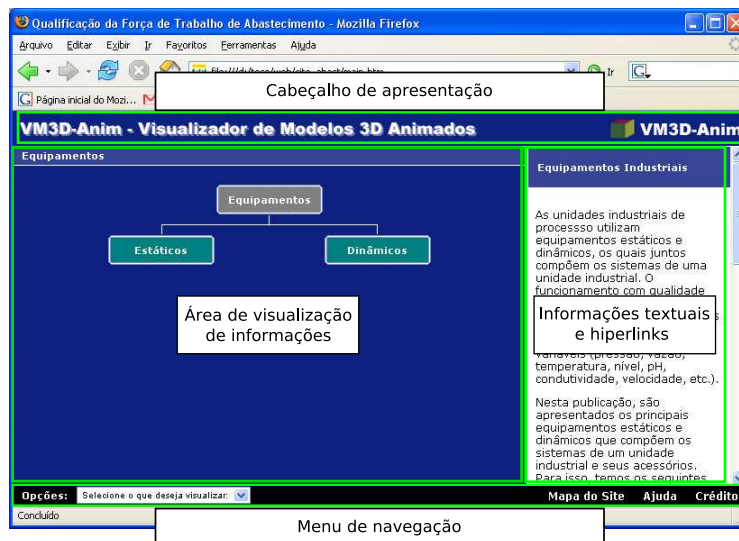 Qualificação da Força de Trabalho de Abastecimento - Mozilla Firefox
Arquivo Editar Exibir Ir Favoritos Ferramentas Ajuda
Ir
Página inicial do Mozi...
Cabeçalho de apresentação
VM3D-Anim - Visualizador de Modelos 3D Animados
VM3D-Anim
Equipamentos
Equipamentos
Estáticos
Dinâmicos
Área de visualização
de informações
Equipamentos Industriais
As unidades industriais de
processso utilizam
equipamentos estáticos e
dinâmicos, os quais juntos
compõem os sistemas de uma
unidade industrial. O
funcionamento com qualidade
Informações textuais
e hiperlinks
variáveis (pressão, vazão,
temperatura, nível, pH,
condutividade, velocidade, etc.).
Nesta publicação, são
apresentados os principais
equipamentos estáticos e
dinâmicos que compõem os
sistemas de um unidade
industrial e seus acessórios.
Para isso, temos os seguintes
Opções: Selecione o que deseja visualizar:
Mapa do Site Ajuda Crédito
Concluído
Menu de navegação